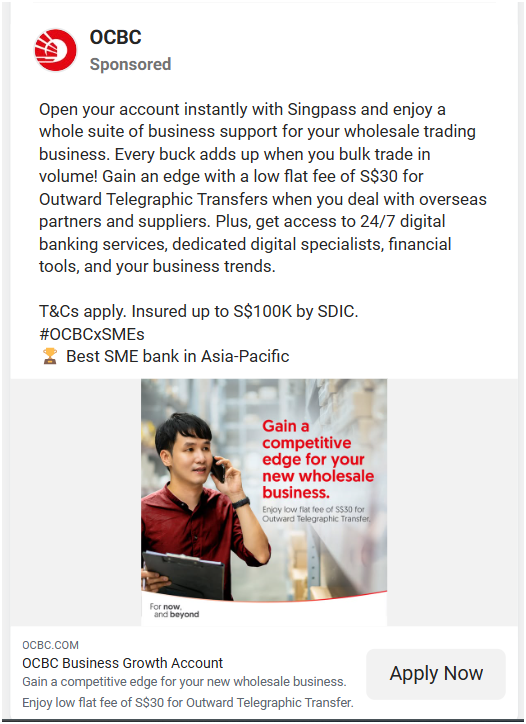 OCBC
Sponsored
Open your account instantly with Singpass and enjoy a
whole suite of business support for your wholesale trading
business. Every buck adds up when you bulk trade in
volume! Gain an edge with a low flat fee of S$30 for
Outward Telegraphic Transfers when you deal with overseas
partners and suppliers. Plus, get access to 24/7 digital
banking services, dedicated digital specialists, financial
tools, and your business trends.
T&Cs apply. Insured up to S$100K by SDIC.
#OCBCxSMEs
🏆 Best SME bank in Asia-Pacific
Gain a
competitive
edge for your
new wholesale
business.
Enjoy low flat fee of S$30 for
Outward Telegraphic Transfer.
For now,
and beyond
OCBC.COM
OCBC Business Growth Account
Gain a competitive edge for your new wholesale business.
Enjoy low flat fee of S$30 for Outward Telegraphic Transfer.
Apply Now